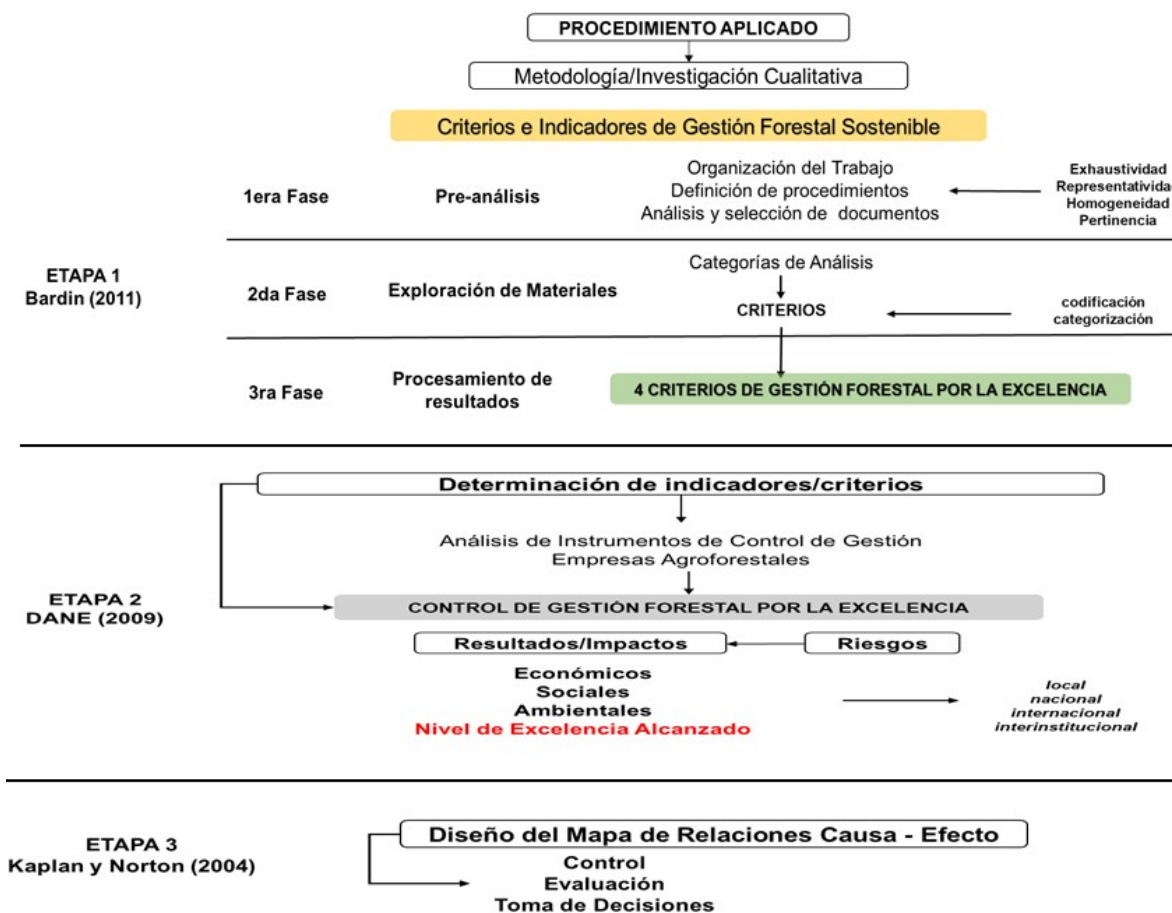 PROCEDIMIENTO APLICADO
Metodología/Investigación Cualitativa
Criterios e Indicadores de Gestión Forestal Sostenible
ETAPA 1
Bardin (2011)
1era Fase
Pre-análisis
Organización del Trabajo
Definición de procedimientos
Análisis y selección de documentos
Exhaustividad
Representativida
Homogeneidad
Pertinencia
2da Fase
Exploración de Materiales
Categorías de Análisis
CRITERIOS
codificación
categorización
3ra Fase
Procesamiento de
resultados
4 CRITERIOS DE GESTIÓN FORESTAL POR LA EXCELENCIA
ETAPA 2
DANE (2009)
Determinación de indicadores/criterios
Análisis de Instrumentos de Control de Gestión
Empresas Agroforestales
CONTROL DE GESTIÓN FORESTAL POR LA EXCELENCIA
Resultados/Impactos
Riesgos
Económicos
Sociales
Ambientales
Nivel de Excelencia Alcanzado
local
nacional
internacional
interinstitucional
ETAPA 3
Kaplan y Norton (2004)
Diseño del Mapa de Relaciones Causa - Efecto
Control
Evaluación
Toma de Decisiones